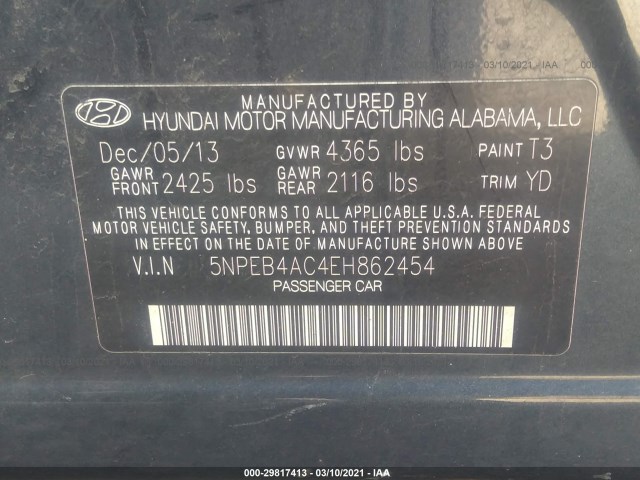 000-29817413 - 03/10/2021 - IAA
MANUFACTURED BY
HYUNDAI MOTOR MANUFACTURING ALABAMA, LLC
Dec/05/13 GVWR 4365 lbs PAINT T3
GAWR FRONT 2425 lbs GAWR REAR 2116 lbs TRIM YD
THIS VEHICLE CONFORMS TO ALL APPLICABLE U.S.A. FEDERAL
MOTOR VEHICLE SAFETY, BUMPER, AND THEFT PREVENTION STANDARDS
IN EFFECT ON THE DATE OF MANUFACTURE SHOWN ABOVE.
V.I.N 5NPEB4AC4EH862454
PASSENGER CAR
000-29817413 - 03/10/2021 - IAA